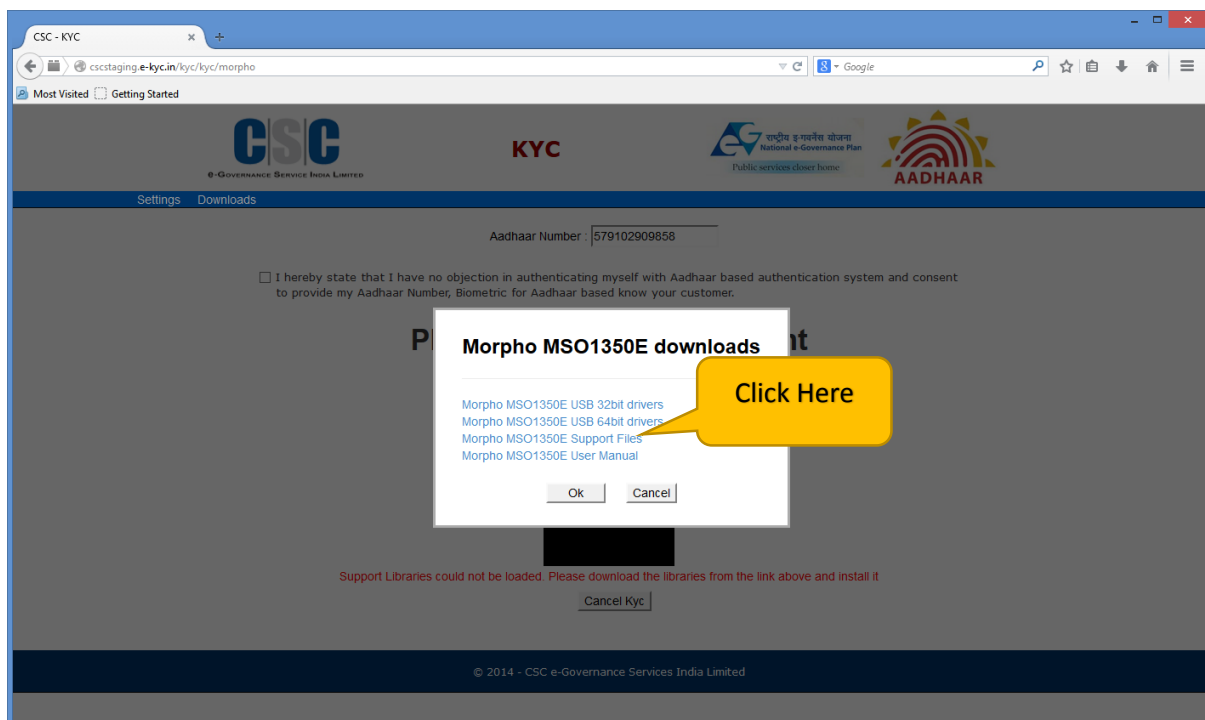 CSC - KYC
cscstaging.e-kyc.in/kyc/kyc/morpho
Google
Most Visited Getting Started
CSC
e-Governance Service India Limited
KYC
राष्ट्रीय इ-गवर्नेंस योजना
National e-Governance Plan
Public services closer home
AADHAAR
Settings Downloads
Aadhaar Number : 579102909858
I hereby state that I have no objection in authenticating myself with Aadhaar based authentication system and consent
to provide my Aadhaar Number, Biometric for Aadhaar based know your customer.
Morpho MSO1350E downloads
Click Here
Morpho MSO1350E USB 32bit drivers
Morpho MSO1350E USB 64bit drivers
Morpho MSO1350E Support Files
Morpho MSO1350E User Manual
Ok Cancel
Support Libraries could not be loaded. Please download the libraries from the link above and install it
Cancel Kyc
© 2014 - CSC e-Governance Services India Limited